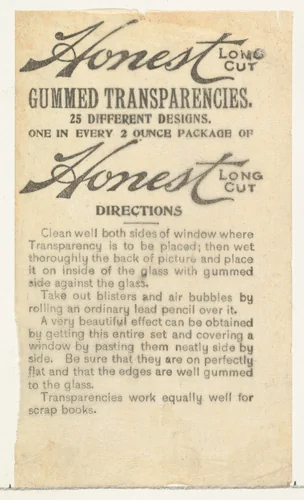 Honest LONG CUT
GUMMED TRANSPARENCIES.
25 DIFFERENT DESIGNS.
ONE IN EVERY 2 OUNCE PACKAGE OF
Honest LONG CUT
DIRECTIONS
Clean well both sides of window where
Transparency is to be placed; then wet
thoroughly the back of picture and place
it on inside of the glass with gummed
side against the glass.
Take out blisters and air bubbles by
rolling an ordinary lead pencil over it.
A very beautiful effect can be obtained
by getting this entire set and covering a
window by pasting them neatly side by
side. Be sure that they are on perfectly
flat and that the edges are well gummed
to the glass.
Transparencies work equally well for
scrap books.